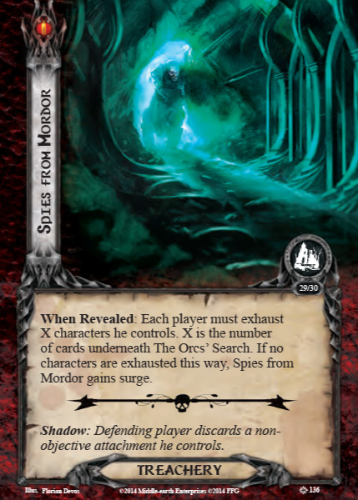 SPIES FROM MORDOR
29/30
When Revealed: Each player must exhaust
X characters he controls. X is the number
of cards underneath The Orcs' Search. If no
characters are exhausted this way, Spies from
Mordor gains surge.
Shadow: Defending player discards a non-
objective attachment he controls.
TREACHERY
Illus. Florian Devos ©2014 Middle-earth Enterprises ©2014 FFG 136